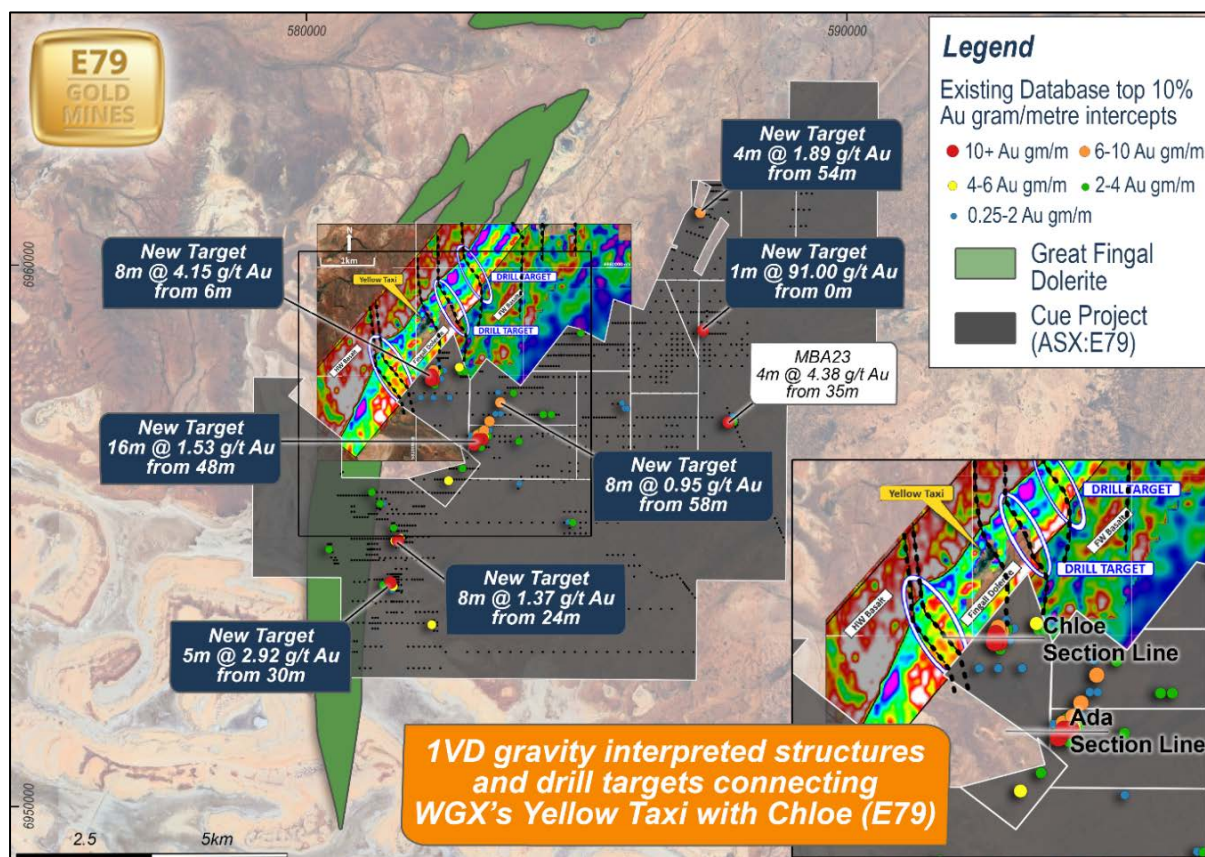 E79
GOLD
MINES
580000
590000
6960000
6950000
Legend
Existing Database top 10%
Au gram/metre intercepts
10+ Au gm/m
6-10 Au gm/m
4-6 Au gm/m
2-4 Au gm/m
0.25-2 Au gm/m
Great Fingal
Dolerite
Cue Project
(ASX:E79)
New Target
4m @ 1.89 g/t Au
from 54m
New Target
8m @ 4.15 g/t Au
from 6m
N
1km
Yellow Taxi
DRILL TARGET
DRILL TARGET
HW Basalt
Fingall Dolerite
FW Basalt
New Target
1m @ 91.00 g/t Au
from 0m
MBA23
4m @ 4.38 g/t Au
from 35m
New Target
16m @ 1.53 g/t Au
from 48m
New Target
8m @ 0.95 g/t Au
from 58m
New Target
8m @ 1.37 g/t Au
from 24m
New Target
5m @ 2.92 g/t Au
from 30m
Yellow Taxi
DRILL TARGET
DRILL TARGET
HW Basalt
Fingall Dolerite
FW Basalt
Chloe
Section Line
Ada
Section Line
1VD gravity interpreted structures
and drill targets connecting
WGX's Yellow Taxi with Chloe (E79)
2.5
5km